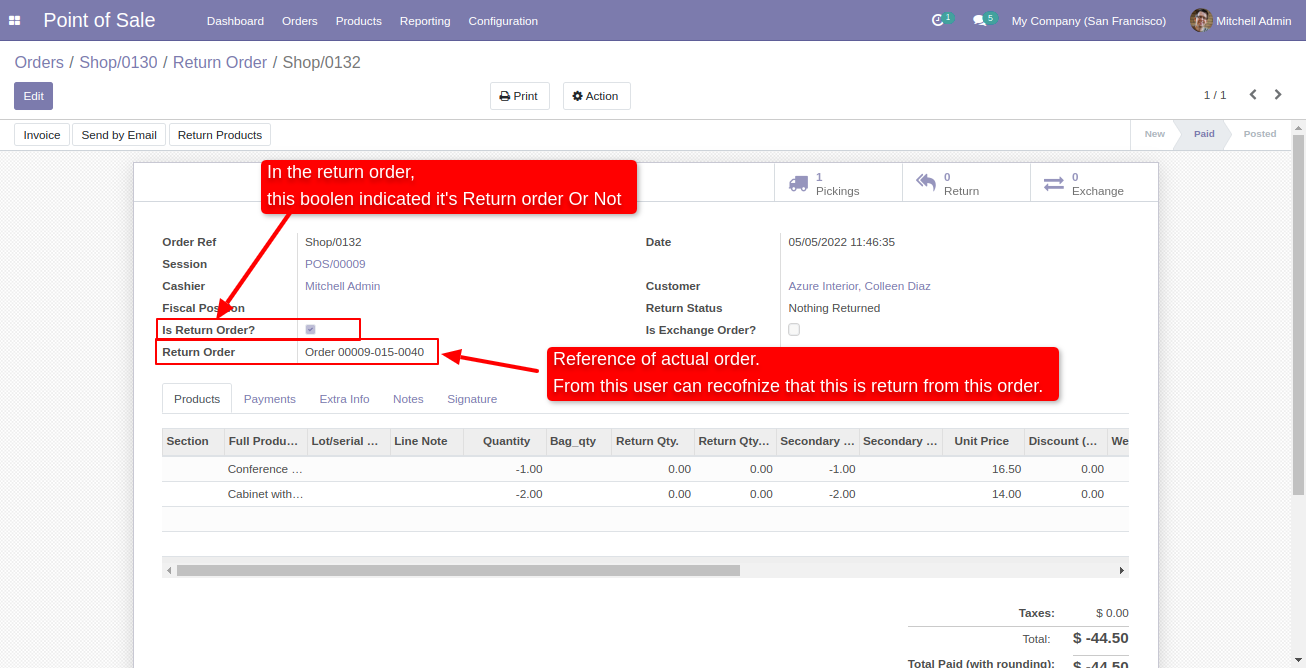 Point of Sale Dashboard Orders Products Reporting Configuration 1 5 My Company (San Francisco) Mitchell Admin
Orders / Shop/0130 / Return Order / Shop/0132
Edit Print Action 1 / 1
Invoice Send by Email Return Products New Paid Posted
In the return order,
this boolen indicated it's Return order Or Not
1 Pickings
0 Return
0 Exchange
Order Ref Shop/0132 Date 05/05/2022 11:46:35
Session POS/00009
Cashier Mitchell Admin Customer Azure Interior, Colleen Diaz
Fiscal Position Return Status Nothing Returned
Is Return Order? Is Exchange Order?
Return Order Order 00009-015-0040
Reference of actual order.
From this user can recofnize that this is return from this order.
Products Payments Extra Info Notes Signature
Section Full Produ… Lot/serial … Line Note Quantity Bag_qty Return Qty. Return Qty… Secondary … Secondary … Unit Price Discount (… We
Conference … -1.00 0.00 0.00 -1.00 16.50 0.00
Cabinet with… -2.00 0.00 0.00 -2.00 14.00 0.00
Taxes: $ 0.00
Total: $ -44.50
Total Paid (with rounding): $ -44.50